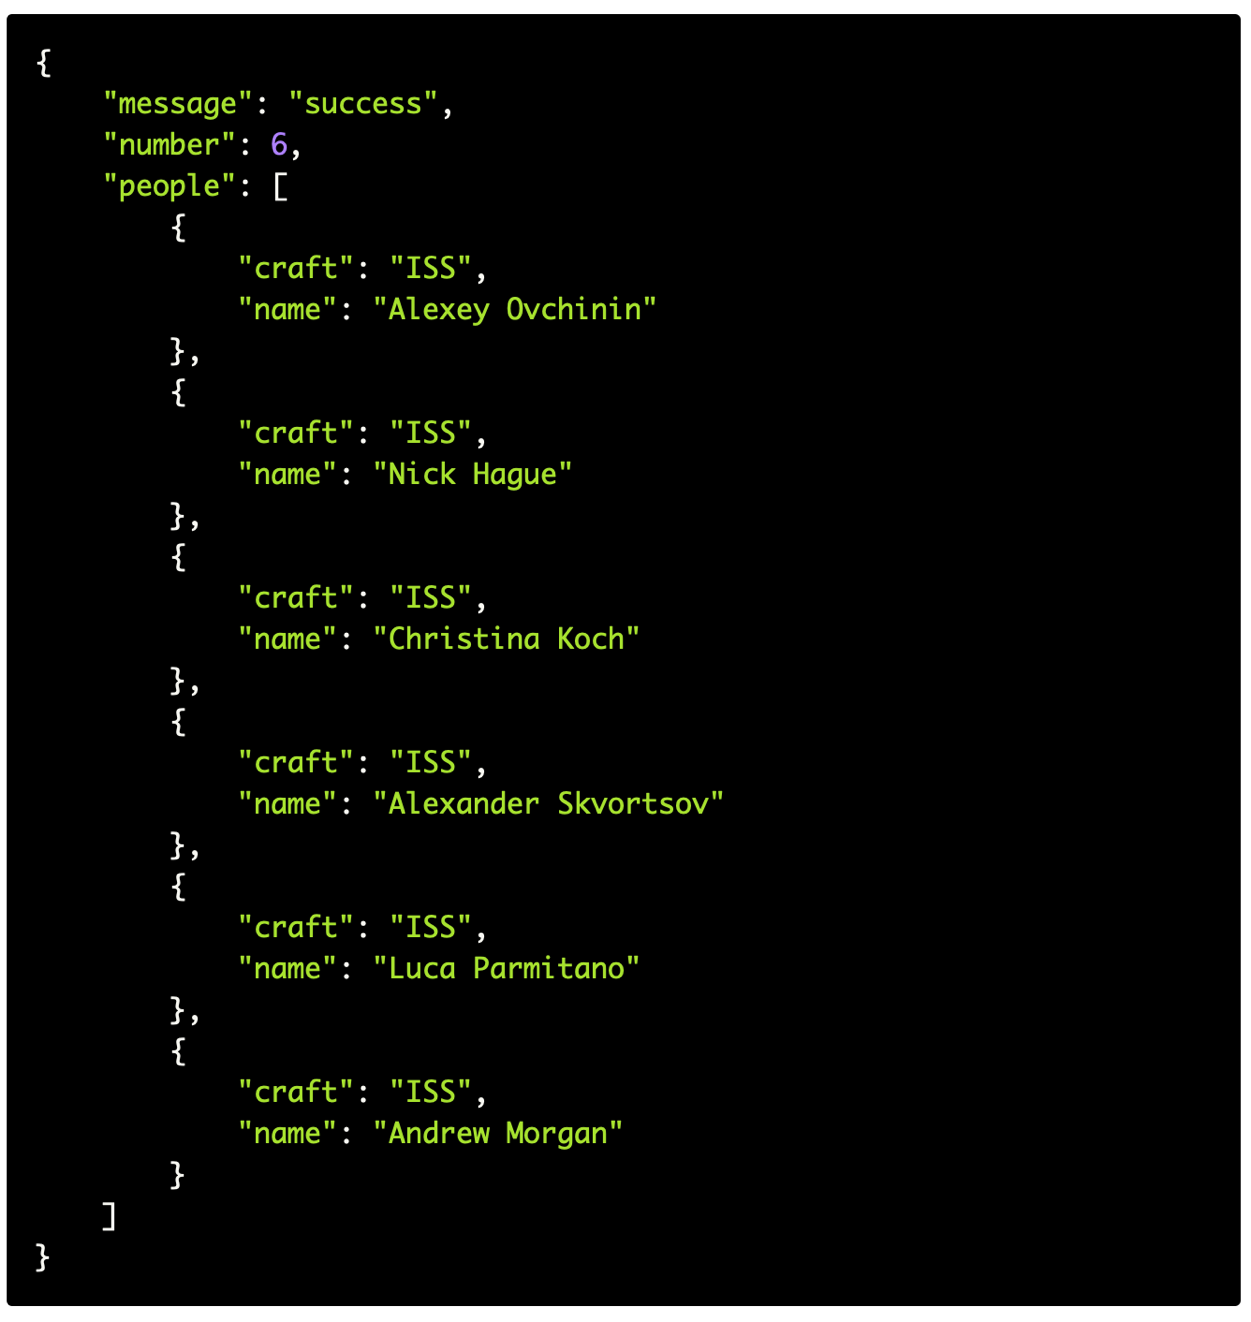 {
    "message": "success",
    "number": 6,
    "people": [
        {
            "craft": "ISS",
            "name": "Alexey Ovchinin"
        },
        {
            "craft": "ISS",
            "name": "Nick Hague"
        },
        {
            "craft": "ISS",
            "name": "Christina Koch"
        },
        {
            "craft": "ISS",
            "name": "Alexander Skvortsov"
        },
        {
            "craft": "ISS",
            "name": "Luca Parmitano"
        },
        {
            "craft": "ISS",
            "name": "Andrew Morgan"
        }
    ]
}